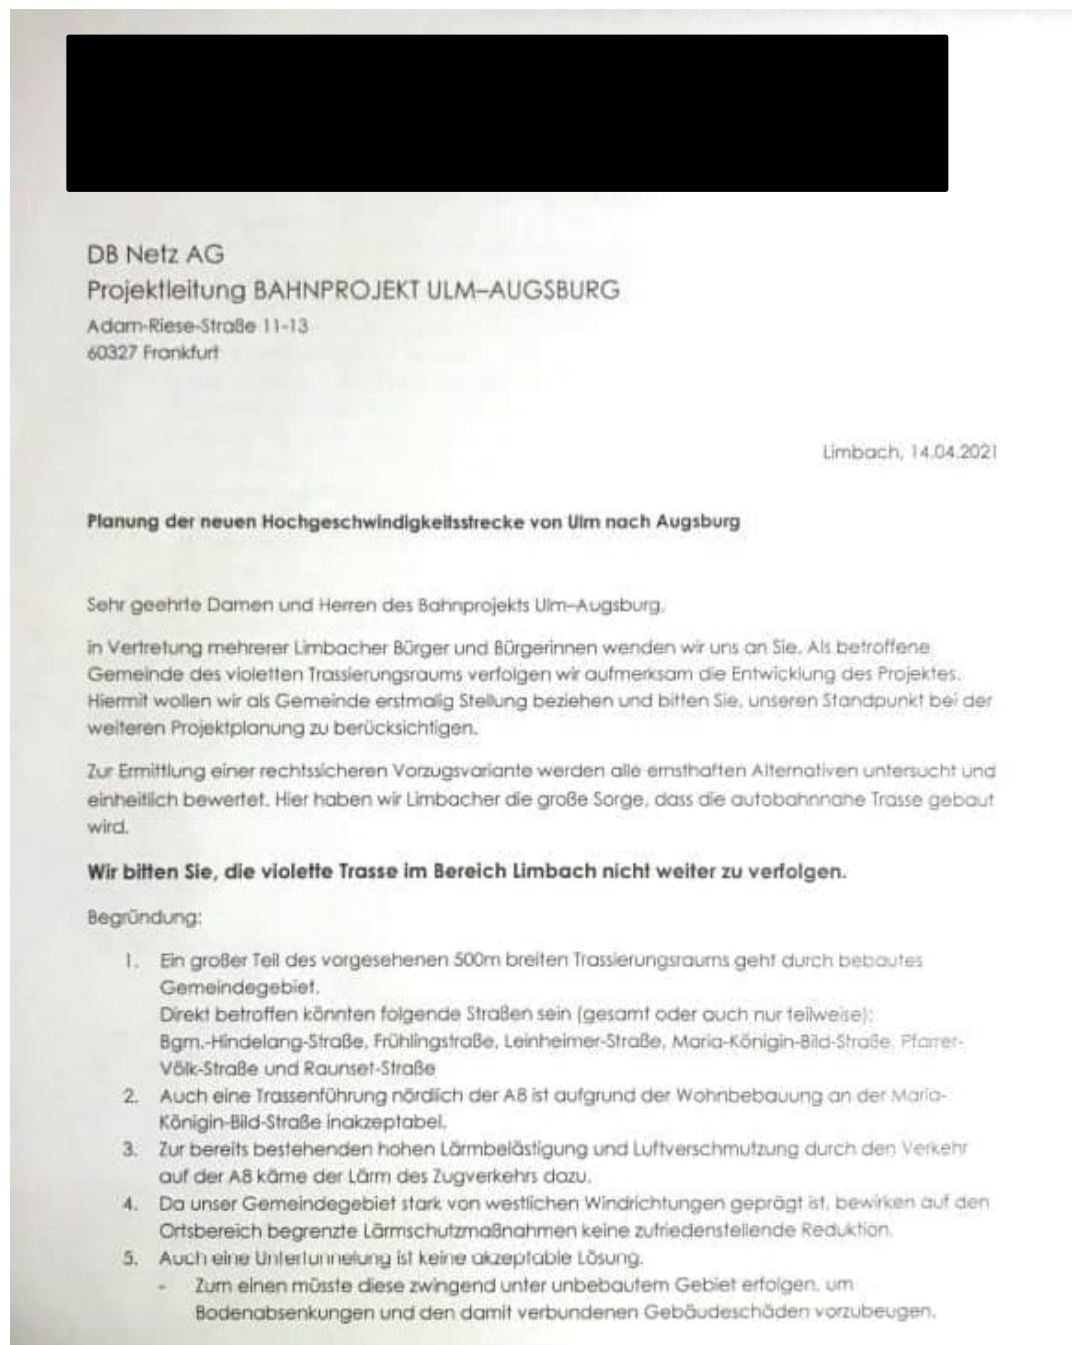 DB Netz AG
Projektleitung BAHNPROJEKT ULM–AUGSBURG
Adam-Riese-Straße 11-13
60327 Frankfurt
Limbach, 14.04.2021
Planung der neuen Hochgeschwindigkeitsstrecke von Ulm nach Augsburg
Sehr geehrte Damen und Herren des Bahnprojekts Ulm–Augsburg,
in Vertretung mehrerer Limbacher Bürger und Bürgerinnen wenden wir uns an Sie. Als betroffene
Gemeinde des violetten Trassierungsraums verfolgen wir aufmerksam die Entwicklung des Projektes.
Hiermit wollen wir als Gemeinde erstmalig Stellung beziehen und bitten Sie, unseren Standpunkt bei der
weiteren Projektplanung zu berücksichtigen.
Zur Ermittlung einer rechtssicheren Vorzugsvariante werden alle ernsthaften Alternativen untersucht und
einheitlich bewertet. Hier haben wir Limbacher die große Sorge, dass die autobahnnahe Trasse gebaut
wird.
Wir bitten Sie, die violette Trasse im Bereich Limbach nicht weiter zu verfolgen.
Begründung:
1. Ein großer Teil des vorgesehenen 500m breiten Trassierungsraums geht durch bebautes
Gemeindegebiet.
Direkt betroffen könnten folgende Straßen sein (gesamt oder auch nur teilweise):
Bgm.-Hindelang-Straße, Frühlingstraße, Leinheimer-Straße, Maria-Königin-Bild-Straße, Pfarrer-
Völk-Straße und Raunset-Straße
2. Auch eine Trassenführung nördlich der A8 ist aufgrund der Wohnbebauung an der Maria-
Königin-Bild-Straße inakzeptabel.
3. Zur bereits bestehenden hohen Lärmbelästigung und Luftverschmutzung durch den Verkehr
auf der A8 käme der Lärm des Zugverkehrs dazu.
4. Da unser Gemeindegebiet stark von westlichen Windrichtungen geprägt ist, bewirken auf den
Ortsbereich begrenzte Lärmschutzmaßnahmen keine zufriedenstellende Reduktion.
5. Auch eine Untertunnelung ist keine akzeptable Lösung.
- Zum einen müsste diese zwingend unter unbebautem Gebiet erfolgen, um
Bodenabsenkungen und den damit verbundenen Gebäudeschäden vorzubeugen.